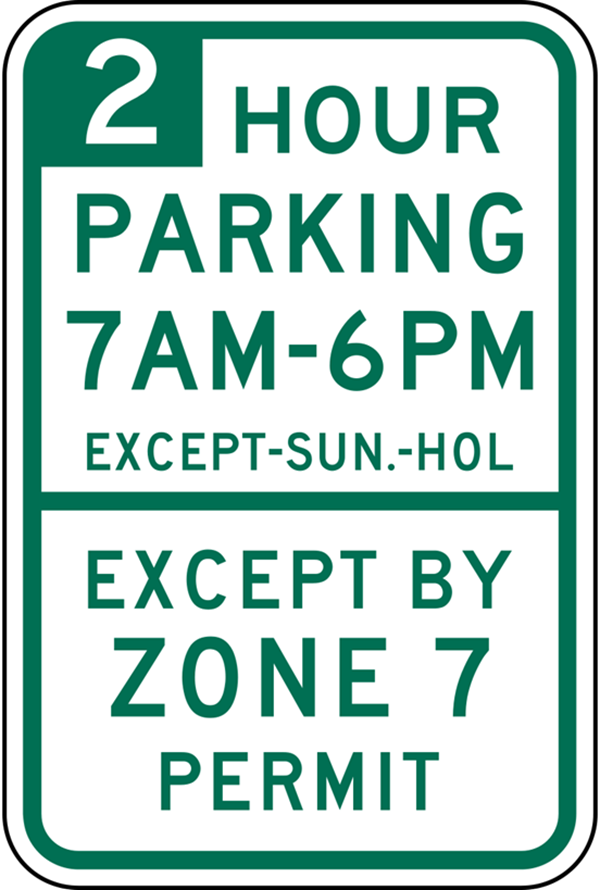 2 HOUR
PARKING
7AM-6PM
EXCEPT-SUN.-HOL
EXCEPT BY
ZONE 7
PERMIT